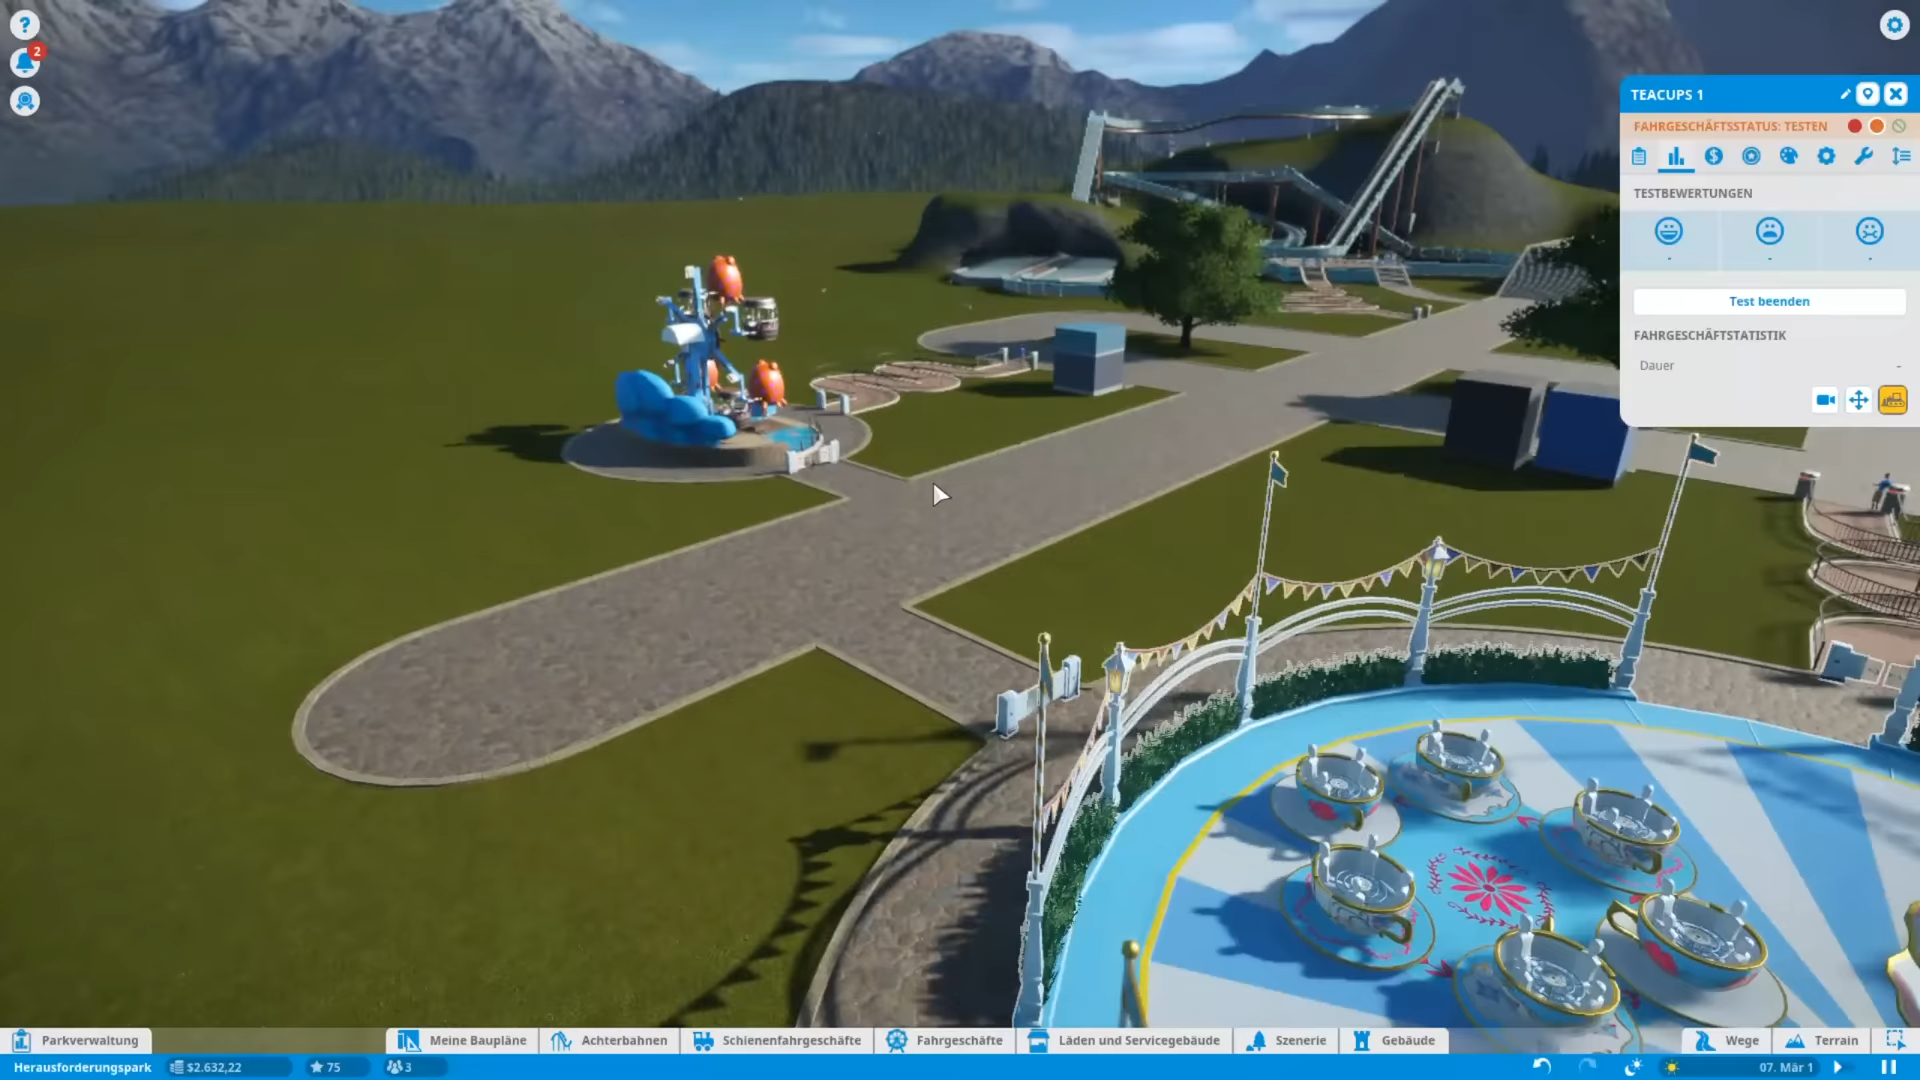 ?
2
TEACUPS 1
FAHRGESCHÄFTSSTATUS: TESTEN
TESTBEWERTUNGEN
- - -
Test beenden
FAHRGESCHÄFTSTATISTIK
Dauer -
Parkverwaltung
Meine Baupläne
Achterbahnen
Schienenfahrgeschäfte
Fahrgeschäfte
Läden und Servicegebäude
Szenerie
Gebäude
Wege
Terrain
Herausforderungspark
$2.632,22
75
3
07. Mär 1